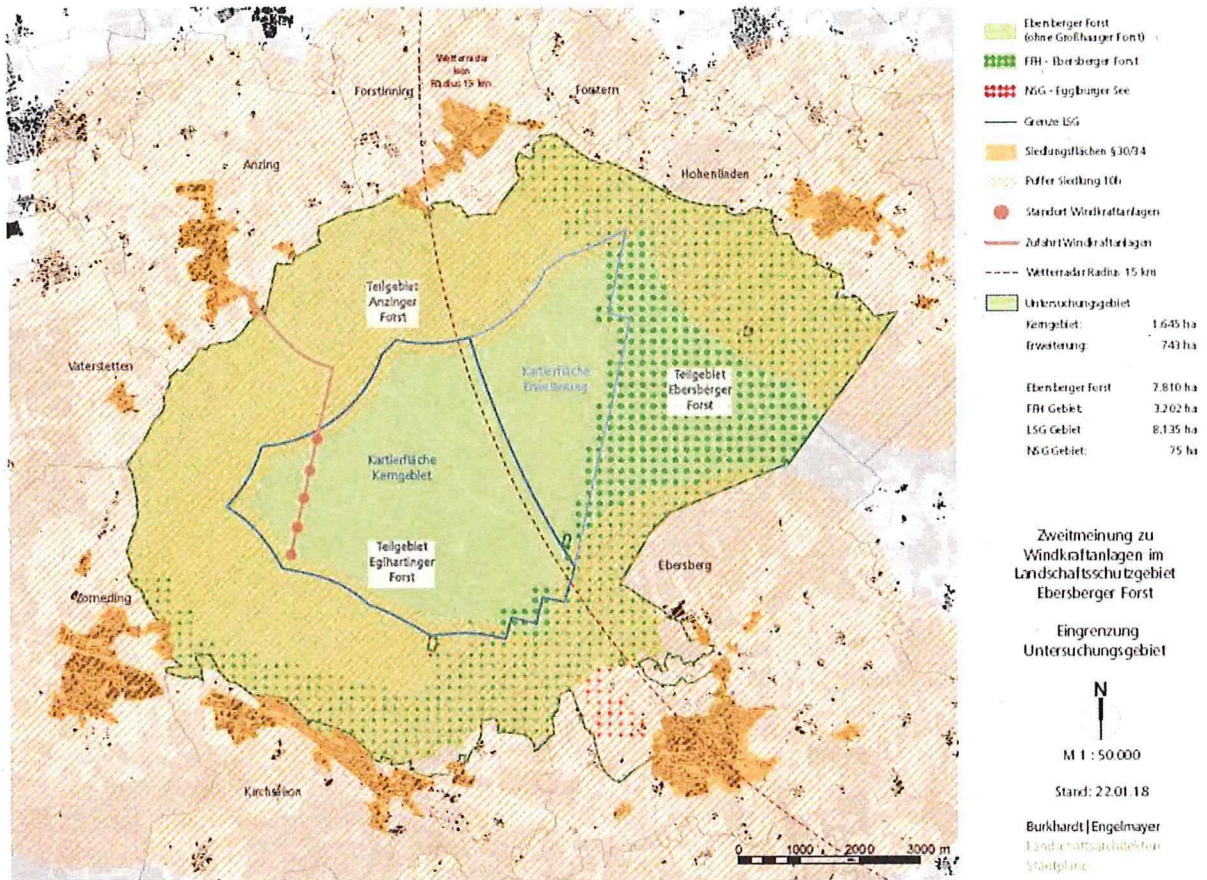 Wetterradar
Isen
Radius 15 km
Forstinning
Forstern
Anzing
Hohenlinden
Teilgebiet
Anzinger
Forst
Vaterstetten
Kartierfläche
Erweiterung
Teilgebiet
Ebersberger
Forst
Kartierfläche
Kerngebiet
Teilgebiet
Eglhartinger
Forst
Ebersberg
Zorneding
Kirchseeon
0 1000 2000 3000 m
Ebersberger Forst
(ohne Großhaager Forst)
FFH - Ebersberger Forst
NSG - Egglburger See
Grenze LSG
Siedlungsflächen §30/34
Puffer Siedlung 10h
Standort Windkraftanlagen
Zufahrt Windkraftanlagen
Wetterradar Radius 15 km
Untersuchungsgebiet
Kerngebiet: 1.645 ha
Erweiterung: 743 ha
Ebersberger Forst 7.810 ha
FFH Gebiet: 3.202 ha
LSG Gebiet 8.135 ha
NSG Gebiet: 75 ha
Zweitmeinung zu
Windkraftanlagen im
Landschaftsschutzgebiet
Ebersberger Forst
Eingrenzung
Untersuchungsgebiet
N
M 1 : 50.000
Stand: 22.01.18
Burkhardt | Engelmayer
Landschaftsarchitekten
Stadtplaner